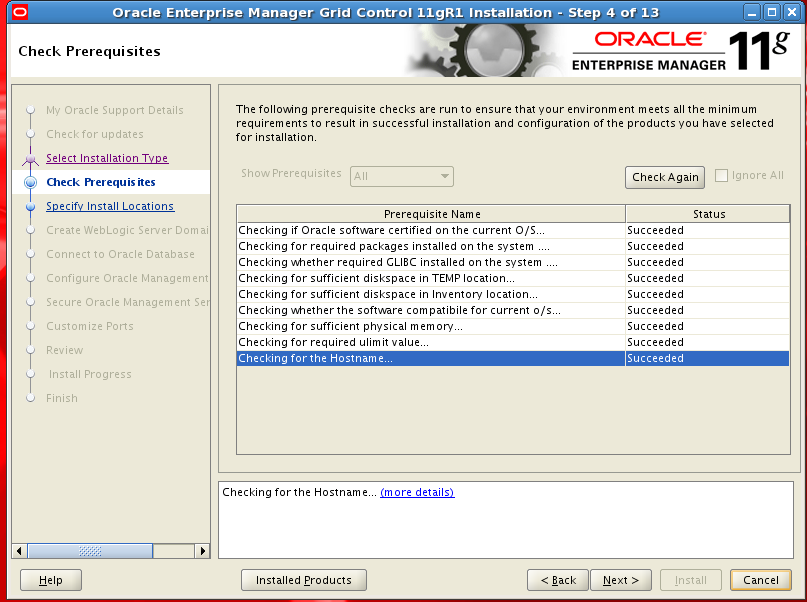 Oracle Enterprise Manager Grid Control 11gR1 Installation - Step 4 of 13
Check Prerequisites
ORACLE®
ENTERPRISE MANAGER
11g
My Oracle Support Details
Check for updates
Select Installation Type
Check Prerequisites
Specify Install Locations
Create WebLogic Server Domai
Connect to Oracle Database
Configure Oracle Management
Secure Oracle Management Ser
Customize Ports
Review
Install Progress
Finish
The following prerequisite checks are run to ensure that your environment meets all the minimum
requirements to result in successful installation and configuration of the products you have selected
for installation.
Show Prerequisites All Check Again Ignore All
Prerequisite Name Status
Checking if Oracle software certified on the current O/S... Succeeded
Checking for required packages installed on the system .... Succeeded
Checking whether required GLIBC installed on the system .... Succeeded
Checking for sufficient diskspace in TEMP location... Succeeded
Checking for sufficient diskspace in Inventory location... Succeeded
Checking whether the software compatibile for current o/s... Succeeded
Checking for sufficient physical memory... Succeeded
Checking for required ulimit value... Succeeded
Checking for the Hostname... Succeeded
Checking for the Hostname... (more details)
Help Installed Products < Back Next > Install Cancel